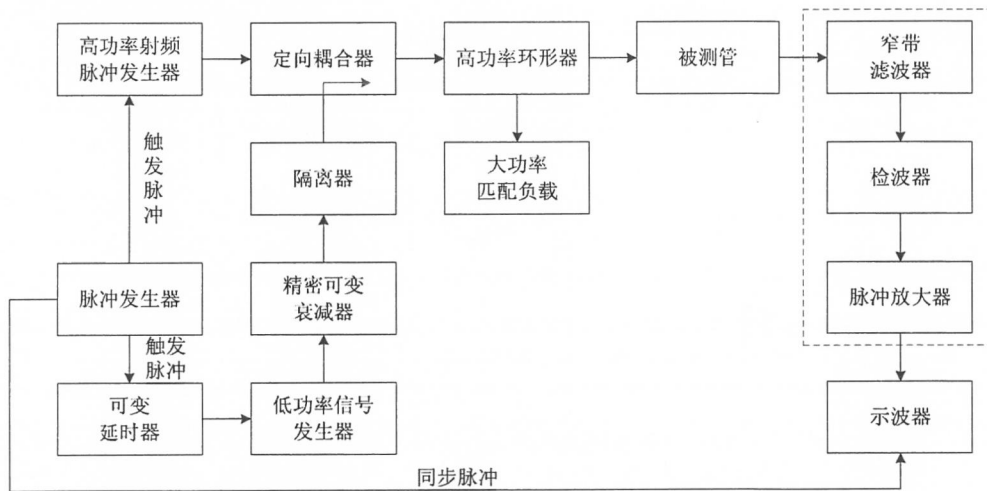 高功率射频
脉冲发生器
定向耦合器
高功率环形器
被测管
窄带
滤波器
触
发
脉
冲
隔离器
大功率
匹配负载
检波器
脉冲发生器
精密可变
衰减器
脉冲放大器
触发
脉冲
可变
延时器
低功率信号
发生器
示波器
同步脉冲